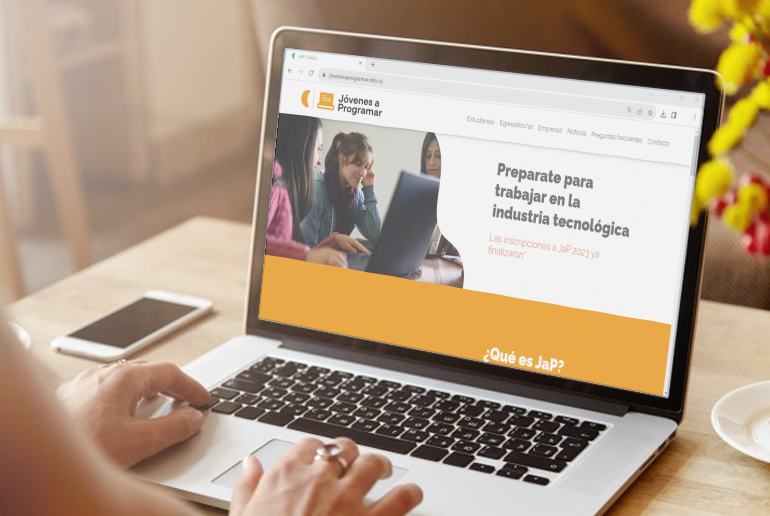 JaP | Inicio
jovenesaprogramar.edu.uy
Jóvenes a
Programar
Estudiantes Egresados/as Empresas Noticias Preguntas frecuentes Contacto
Preparate para
trabajar en la
industria tecnológica
Las inscripciones a JaP 2023 ya
finalizaron*
¿Qué es JaP?